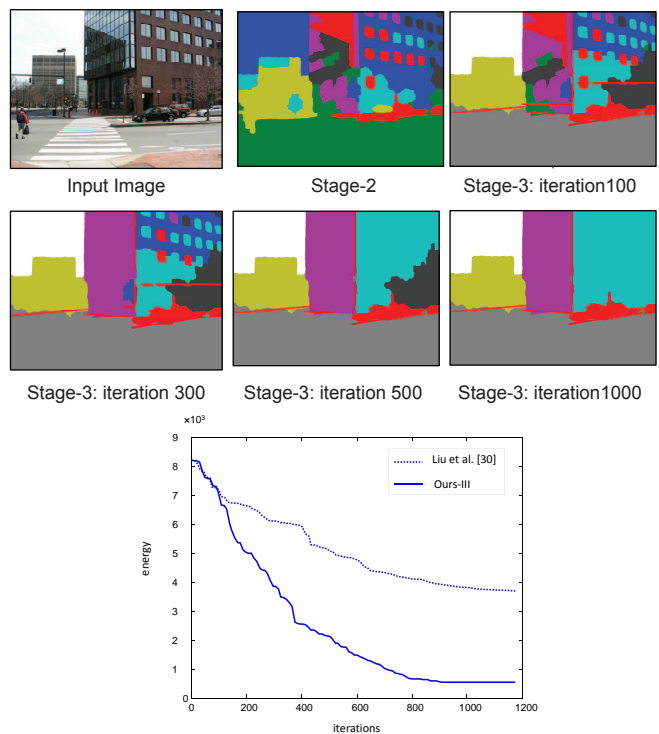 Input Image
Stage-2
Stage-3: iteration100
Stage-3: iteration 300
Stage-3: iteration 500
Stage-3: iteration1000
×10³
9
8
7
6
5
4
3
2
1
0
energy
Liu et al. [30]
Ours-III
0
200
400
600
800
1000
1200
iterations